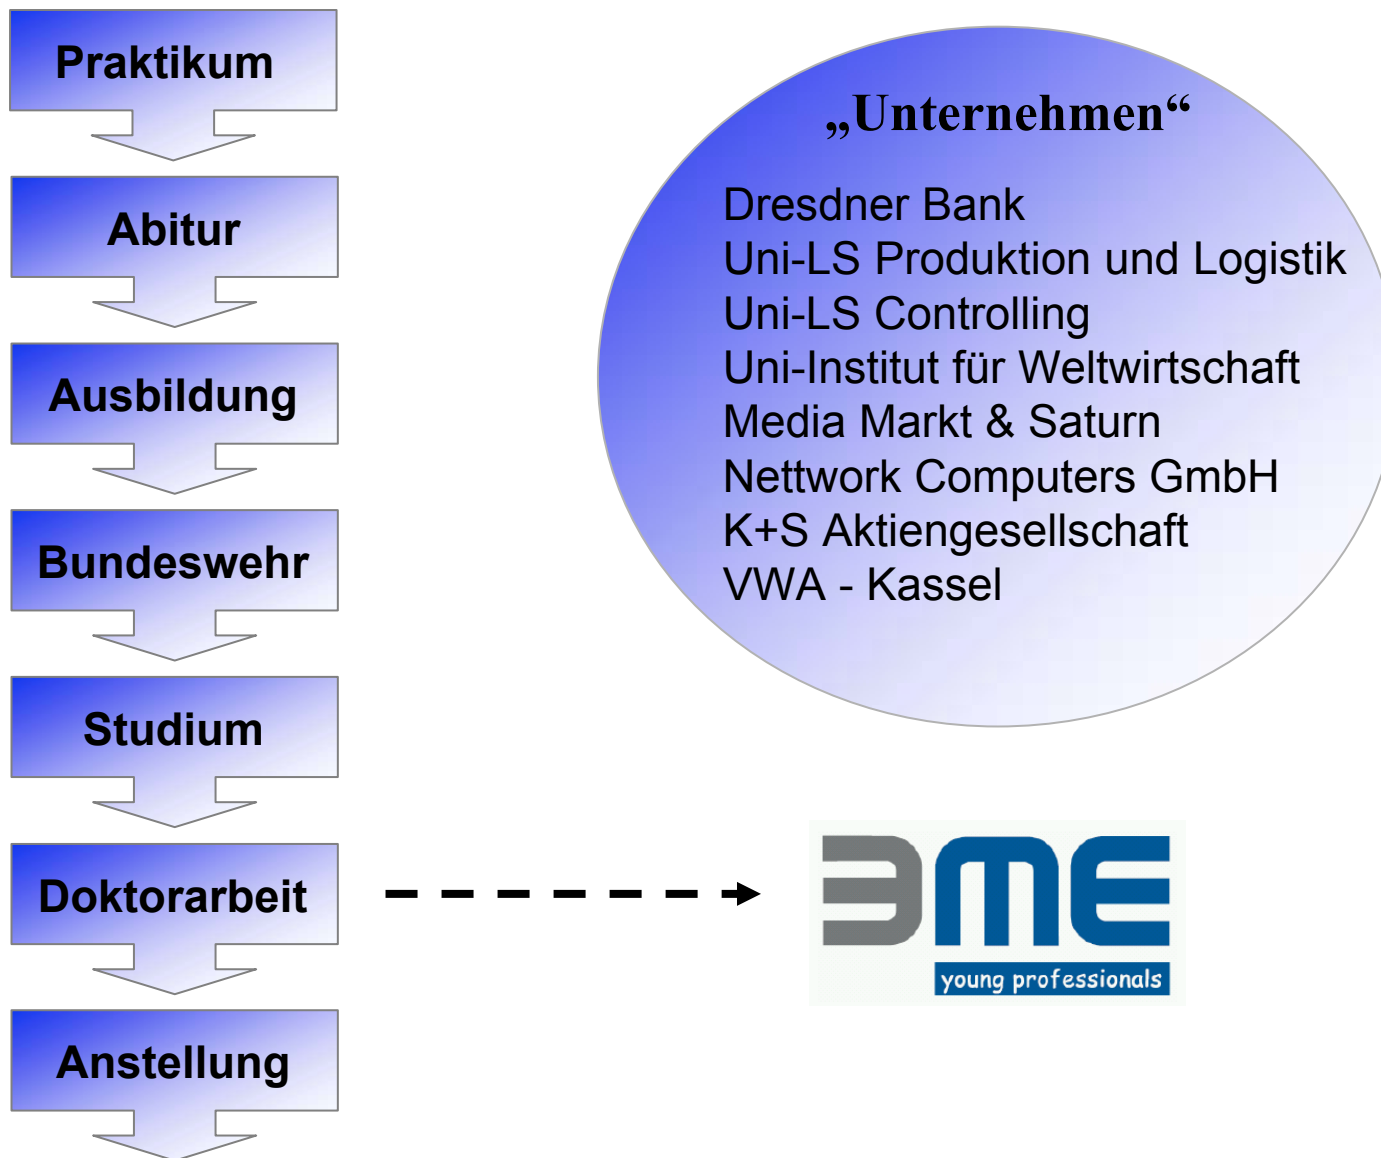 Praktikum
Abitur
Ausbildung
Bundeswehr
Studium
Doktorarbeit
Anstellung
„Unternehmen“
Dresdner Bank
Uni-LS Produktion und Logistik
Uni-LS Controlling
Uni-Institut für Weltwirtschaft
Media Markt & Saturn
Nettwork Computers GmbH
K+S Aktiengesellschaft
VWA - Kassel
BME
young professionals